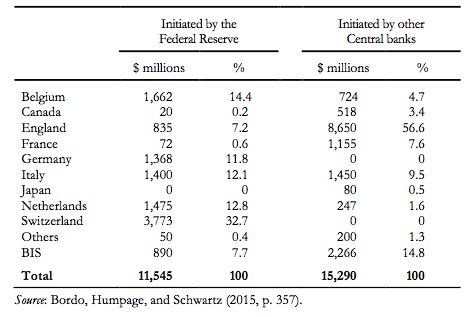 Initiated by the Initiated by other
Federal Reserve Central banks
$ millions % $ millions %
Belgium 1,662 14.4 724 4.7
Canada 20 0.2 518 3.4
England 835 7.2 8,650 56.6
France 72 0.6 1,155 7.6
Germany 1,368 11.8 0 0
Italy 1,400 12.1 1,450 9.5
Japan 0 0 80 0.5
Netherlands 1,475 12.8 247 1.6
Switzerland 3,773 32.7 0 0
Others 50 0.4 200 1.3
BIS 890 7.7 2,266 14.8
Total 11,545 100 15,290 100
Source: Bordo, Humpage, and Schwartz (2015, p. 357).